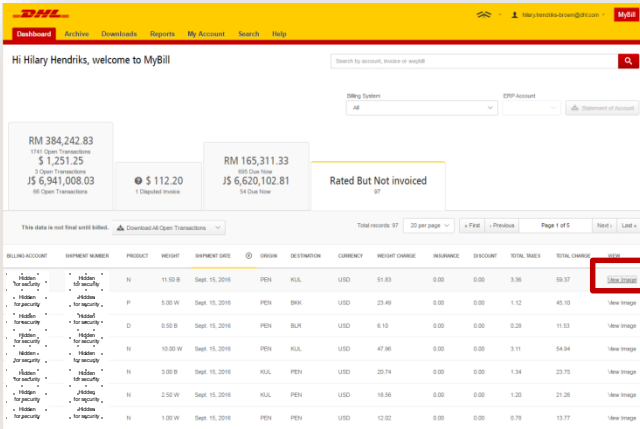 DHL
hilary.hendriks-brown@dhl.com MyBill
Dashboard Archive Downloads Reports My Account Search Help
Hi Hilary Hendriks, welcome to MyBill
Search by account, invoice or waybill
Billing System ERP Account
All Statement of Account
RM 384,242.83
1741 Open Transactions
$ 1,251.25
3 Open Transactions
J$ 6,941,008.03
66 Open Transactions
$ 112.20
1 Disputed Invoice
RM 165,311.33
695 Due Now
J$ 6,620,102.81
54 Due Now
Rated But Not invoiced
97
This data is not final until billed. Download All Open Transactions Total records: 97 20 per page « First ‹ Previous Page 1 of 5 Next › Last »
BILLING ACCOUNT SHIPMENT NUMBER PRODUCT WEIGHT SHIPMENT DATE ORIGIN DESTINATION CURRENCY WEIGHT CHARGE INSURANCE DISCOUNT TOTAL TAXES TOTAL CHARGE VIEW
Hidden for security Hidden for security N 11.50 B Sept. 15, 2016 PEN KUL USD 51.83 0.00 0.00 3.36 59.37 View Image
Hidden for security Hidden for security P 5.00 W Sept. 15, 2016 PEN BKK USD 23.49 0.00 0.00 1.12 45.10 View Image
Hidden for security Hidden for security D 0.50 B Sept. 15, 2016 PEN BLR USD 6.10 0.00 0.00 0.28 11.53 View Image
Hidden for security Hidden for security N 10.00 W Sept. 15, 2016 PEN KUL USD 47.96 0.00 0.00 3.11 54.94 View Image
Hidden for security Hidden for security N 3.00 B Sept. 15, 2016 KUL PEN USD 20.74 0.00 0.00 1.34 23.75 View Image
Hidden for security Hidden for security N 2.50 W Sept. 15, 2016 KUL PEN USD 18.56 0.00 0.00 1.20 21.26 View Image
Hidden for security Hidden for security N 1.00 W Sept. 15, 2016 KUL PEN USD 12.02 0.00 0.00 0.78 13.77 View Image